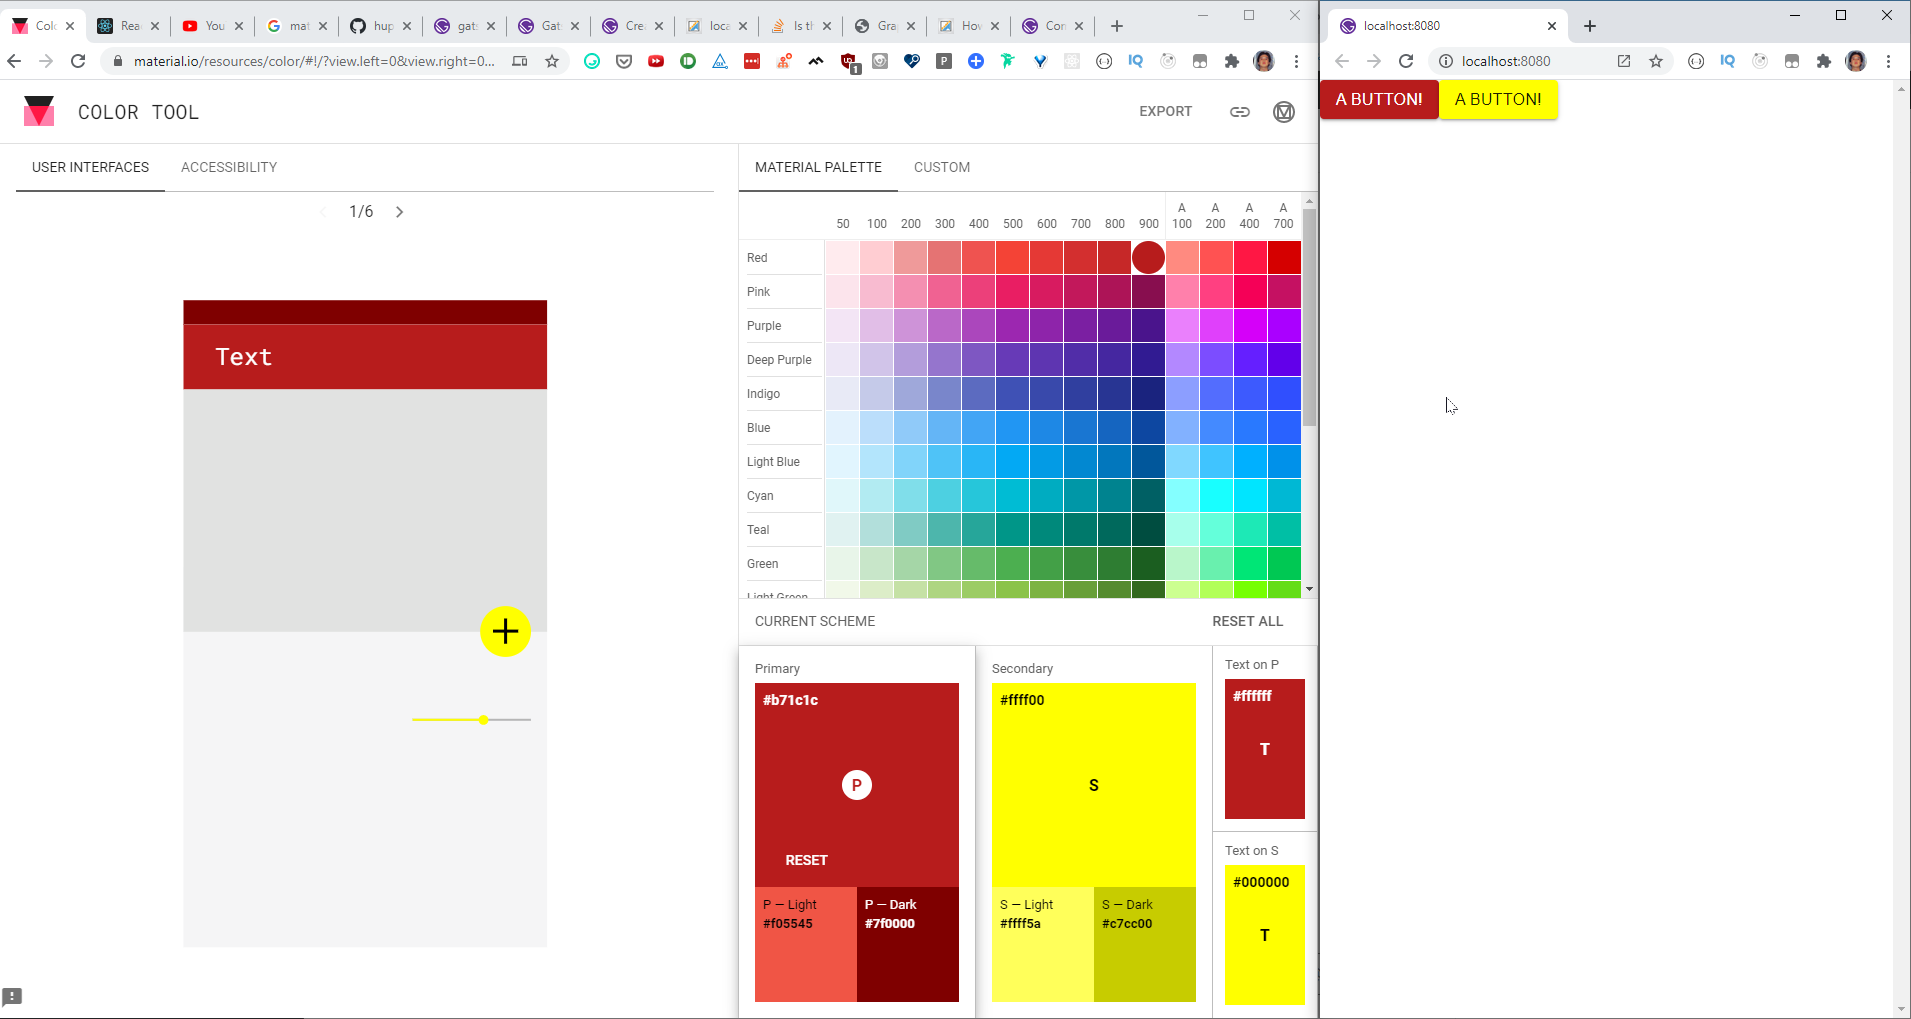 Colo
Rea
You
mat
hup
gats
Gat
Cre
loca
Is th
Gra
How
Con
localhost:8080
material.io/resources/color/#!/?view.left=0&view.right=0...
localhost:8080
COLOR TOOL
EXPORT
A BUTTON!
A BUTTON!
USER INTERFACES
ACCESSIBILITY
MATERIAL PALETTE
CUSTOM
1/6
50
100
200
300
400
500
600
700
800
900
A 100
A 200
A 400
A 700
Red
Pink
Purple
Deep Purple
Indigo
Blue
Light Blue
Cyan
Teal
Green
Light Green
Text
CURRENT SCHEME
RESET ALL
Primary
#b71c1c
P
RESET
P — Light
#f05545
P — Dark
#7f0000
Secondary
#ffff00
S
S — Light
#ffff5a
S — Dark
#c7cc00
Text on P
#ffffff
T
Text on S
#000000
T